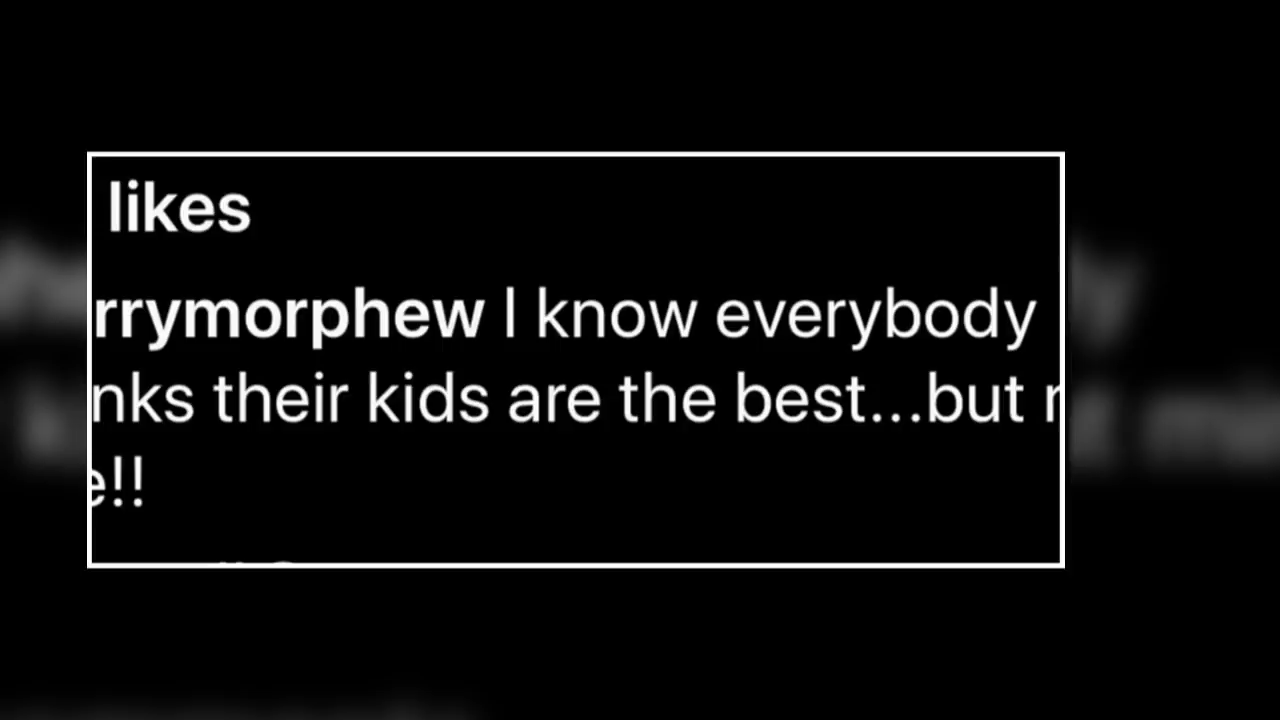 likes
rrymorphew I know everybody
nks their kids are the best...but
e!!